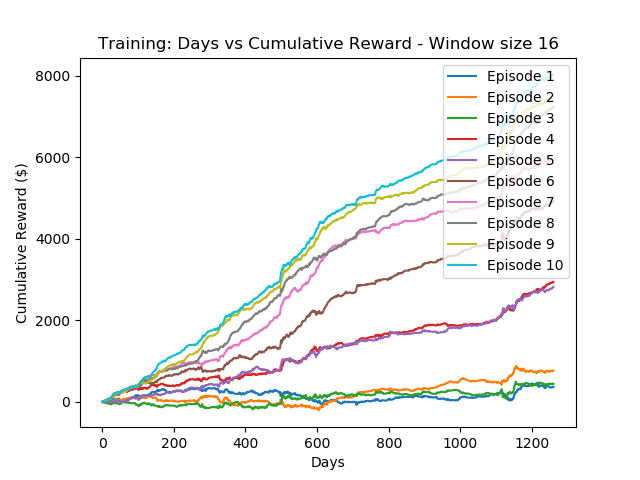 Training: Days vs Cumulative Reward - Window size 16
Cumulative Reward ($)
8000
6000
4000
2000
0
0 200 400 600 800 1000 1200
Days
Episode 1
Episode 2
Episode 3
Episode 4
Episode 5
Episode 6
Episode 7
Episode 8
Episode 9
Episode 10